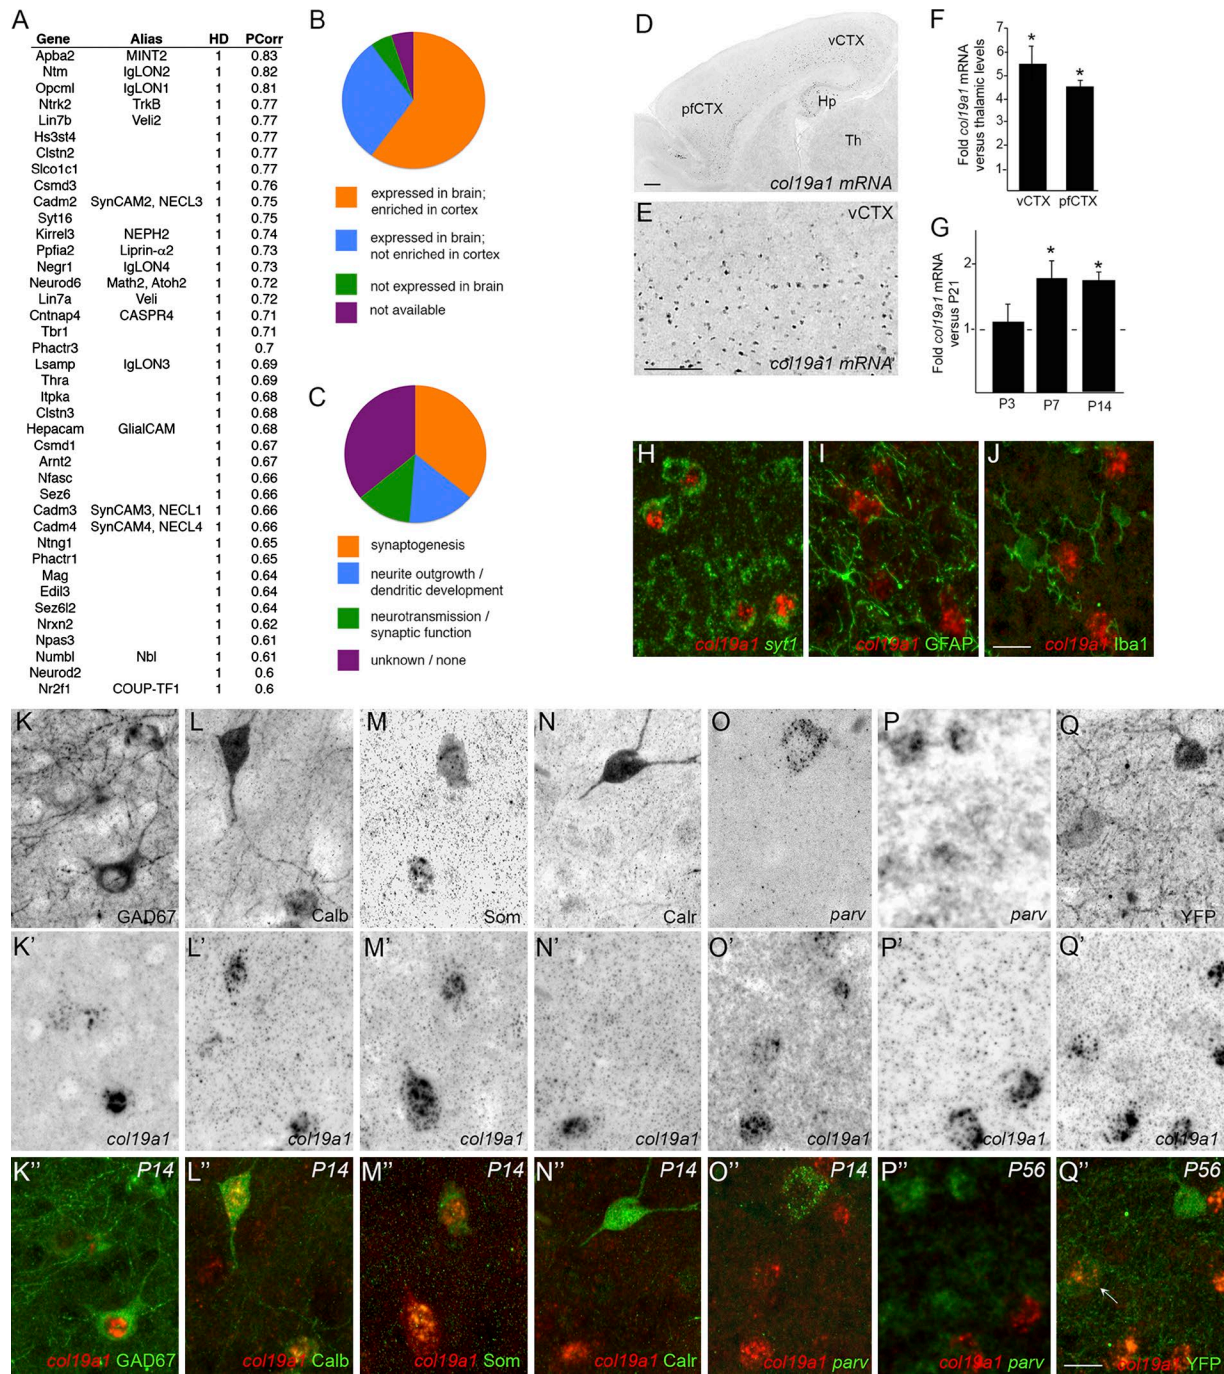 A
Gene Alias HD PCorr
Apba2 MINT2 1 0.83
Ntm IgLON2 1 0.82
Opcml IgLON1 1 0.81
Ntrk2 TrkB 1 0.77
Lin7b Veli2 1 0.77
Hs3st4 1 0.77
Clstn2 1 0.77
Slco1c1 1 0.77
Csmd3 1 0.76
Cadm2 SynCAM2, NECL3 1 0.75
Syt16 1 0.75
Kirrel3 NEPH2 1 0.74
Ppfia2 Liprin-α2 1 0.73
Negr1 IgLON4 1 0.73
Neurod6 Math2, Atoh2 1 0.72
Lin7a Veli 1 0.72
Cntnap4 CASPR4 1 0.71
Tbr1 1 0.71
Phactr3 1 0.7
Lsamp IgLON3 1 0.69
Thra 1 0.69
Itpka 1 0.68
Clstn3 1 0.68
Hepacam GlialCAM 1 0.68
Csmd1 1 0.67
Arnt2 1 0.67
Nfasc 1 0.66
Sez6 1 0.66
Cadm3 SynCAM3, NECL1 1 0.66
Cadm4 SynCAM4, NECL4 1 0.66
Ntng1 1 0.65
Phactr1 1 0.65
Mag 1 0.64
Edil3 1 0.64
Sez6l2 1 0.64
Nrxn2 1 0.62
Npas3 1 0.61
Numbl Nbl 1 0.61
Neurod2 1 0.6
Nr2f1 COUP-TF1 1 0.6
B
expressed in brain;
enriched in cortex
expressed in brain;
not enriched in cortex
not expressed in brain
not available
C
synaptogenesis
neurite outgrowth /
dendritic development
neurotransmission /
synaptic function
unknown / none
D
vCTX
pfCTX
Hp
Th
col19a1 mRNA
E
vCTX
col19a1 mRNA
F
Fold col19a1 mRNA
versus thalamic levels
7
6
5
4
3
2
1
*
*
vCTX pfCTX
G
Fold col19a1 mRNA
versus P21
2
1
*
*
P3 P7 P14
H
col19a1 syt1
I
col19a1 GFAP
J
col19a1 Iba1
K
GAD67
L
Calb
M
Som
N
Calr
O
parv
P
parv
Q
YFP
K'
col19a1
L'
col19a1
M'
col19a1
N'
col19a1
O'
col19a1
P'
col19a1
Q'
col19a1
K''
P14
col19a1 GAD67
L''
P14
col19a1 Calb
M''
P14
col19a1 Som
N''
P14
col19a1 Calr
O''
P14
col19a1 parv
P''
P56
col19a1 parv
Q''
P56
col19a1 YFP